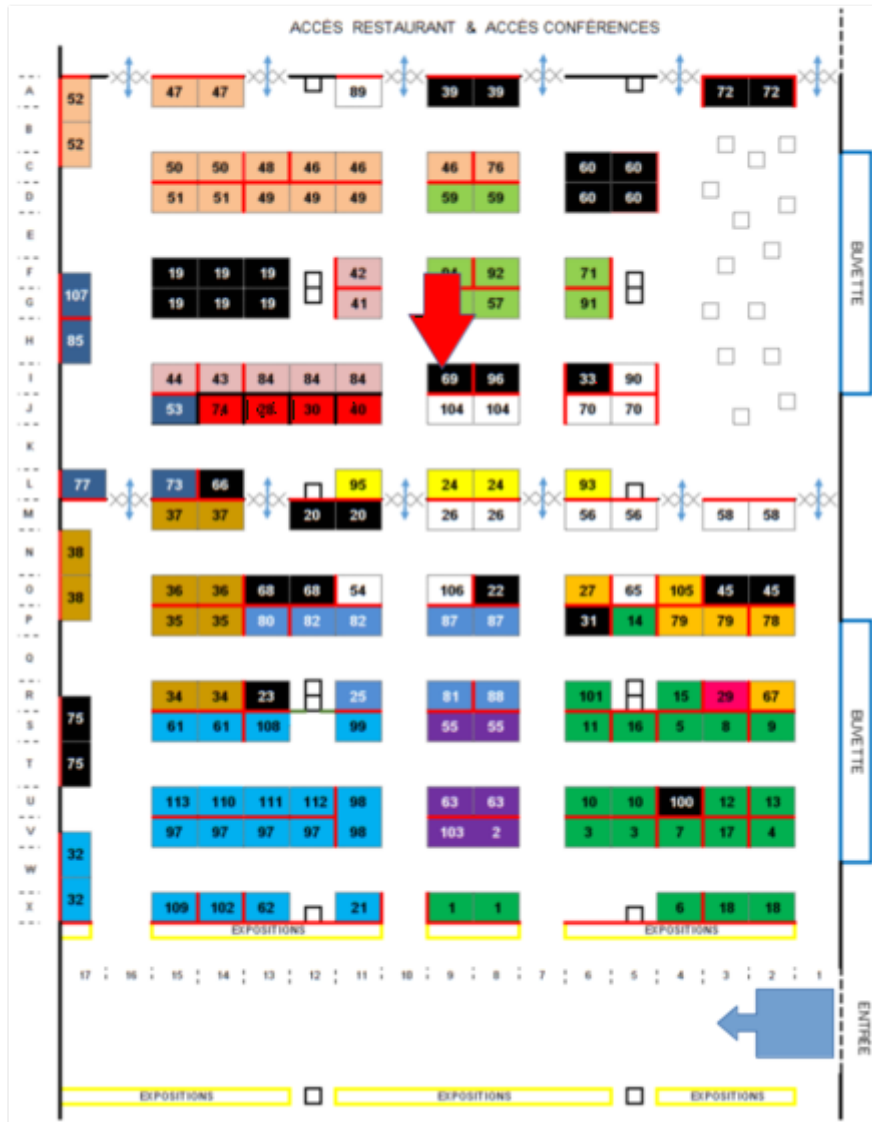 ACCÈS RESTAURANT & ACCÈS CONFÉRENCES
A 52 47 47 89 39 39 72 72
B 52
C 50 50 48 46 46 46 76 60 60
D 51 51 49 49 49 59 59 60 60
E
F 19 19 19 42 92 71
G 107 19 19 19 41 57 91
H 85
I 44 43 84 84 84 69 96 33 90
J 53 30 40 104 104 70 70
K
L 77 73 66 95 24 24 93
M 37 37 20 20 26 26 56 56 58 58
N 38
O 38 36 36 68 68 54 106 22 27 65 105 45 45
P 35 35 80 82 82 87 87 31 14 79 79 78
Q
R 34 34 23 25 81 88 101 15 29 67
S 75 61 61 108 99 55 55 11 16 5 8 9
T 75
U 113 110 111 112 98 63 63 10 10 100 12 13
V 97 97 97 97 98 103 2 3 3 7 17 4
W 32
X 32 109 102 62 21 1 1 6 18 18
EXPOSITIONS EXPOSITIONS
17 16 15 14 13 12 11 10 9 8 7 6 5 4 3 2 1
EXPOSITIONS EXPOSITIONS EXPOSITIONS
BUVETTE
BUVETTE
ENTRÉE